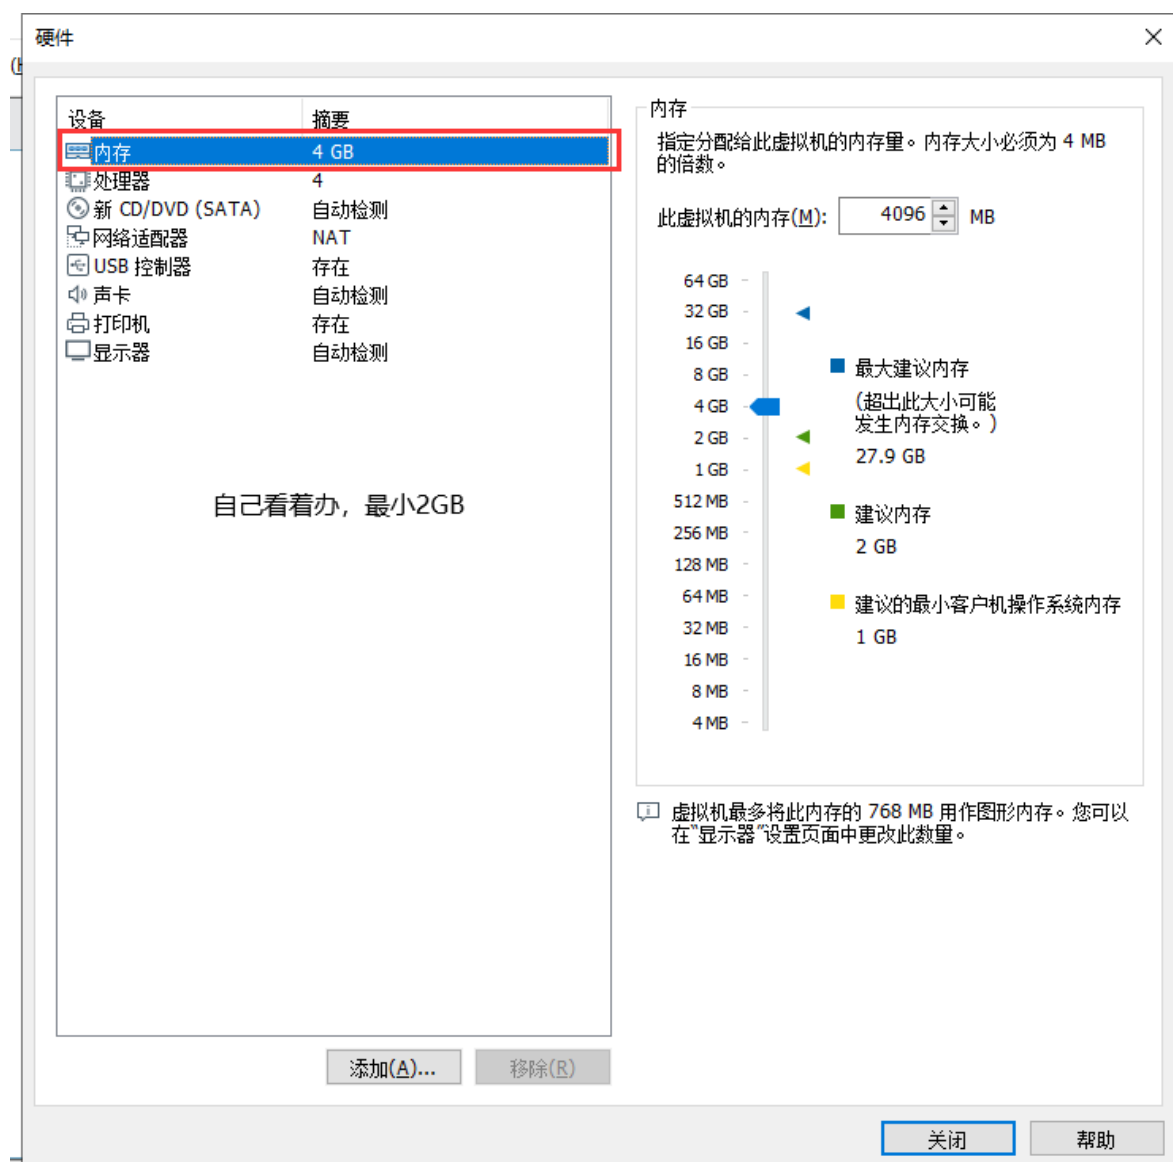 硬件
设备 摘要
内存 4 GB
处理器 4
新 CD/DVD (SATA) 自动检测
网络适配器 NAT
USB 控制器 存在
声卡 自动检测
打印机 存在
显示器 自动检测
自己看着办，最小2GB
添加(A)... 移除(R)
内存
指定分配给此虚拟机的内存量。内存大小必须为 4 MB
的倍数。
此虚拟机的内存(M): 4096 MB
64 GB
32 GB
16 GB
8 GB
4 GB
2 GB
1 GB
512 MB
256 MB
128 MB
64 MB
32 MB
16 MB
8 MB
4 MB
最大建议内存
(超出此大小可能
发生内存交换。)
27.9 GB
建议内存
2 GB
建议的最小客户机操作系统内存
1 GB
虚拟机最多将此内存的 768 MB 用作图形内存。您可以
在"显示器"设置页面中更改此数量。
关闭 帮助